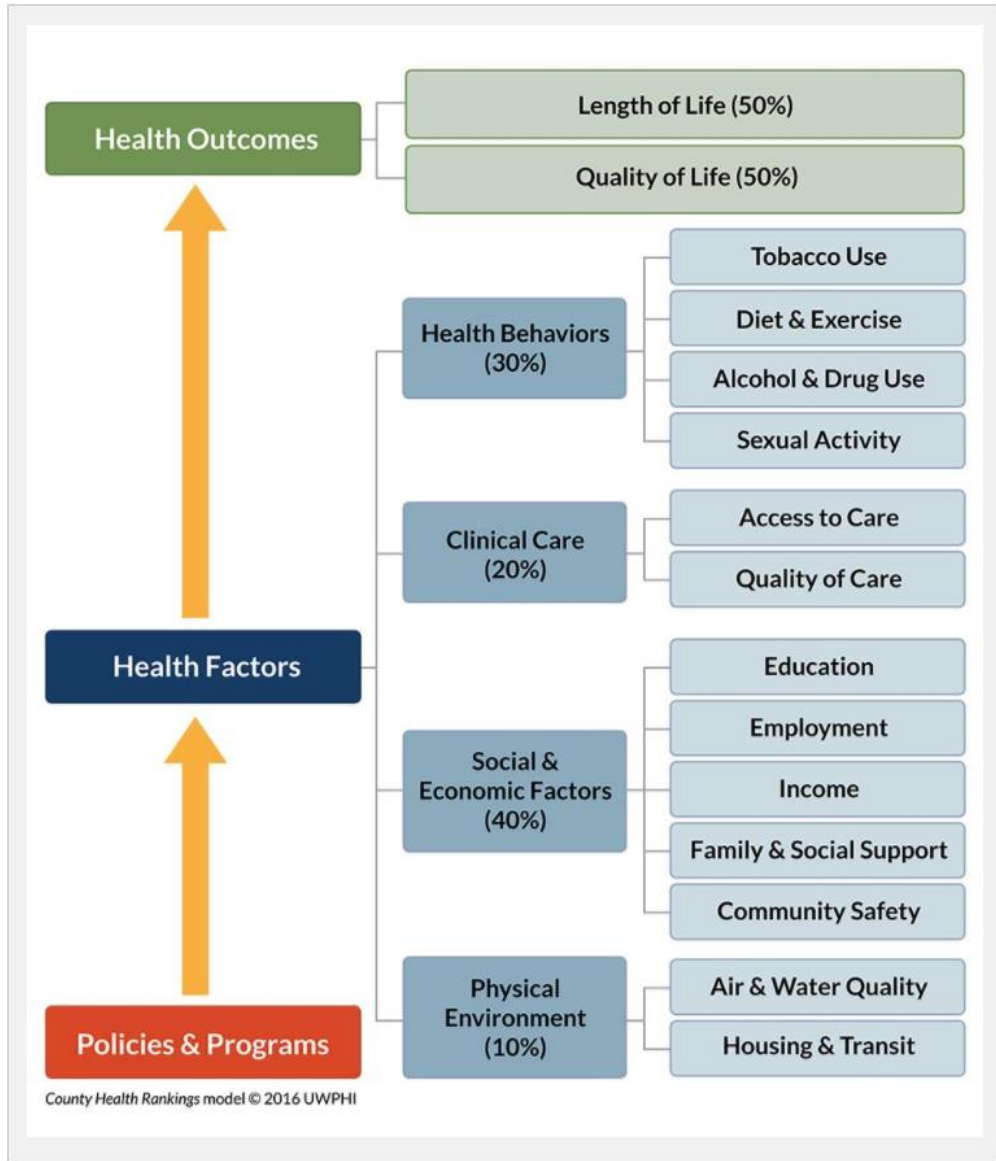 Health Outcomes
Length of Life (50%)
Quality of Life (50%)
Health Behaviors
(30%)
Tobacco Use
Diet & Exercise
Alcohol & Drug Use
Sexual Activity
Clinical Care
(20%)
Access to Care
Quality of Care
Health Factors
Social &
Economic Factors
(40%)
Education
Employment
Income
Family & Social Support
Community Safety
Physical
Environment
(10%)
Air & Water Quality
Housing & Transit
Policies & Programs
County Health Rankings model © 2016 UWPHI